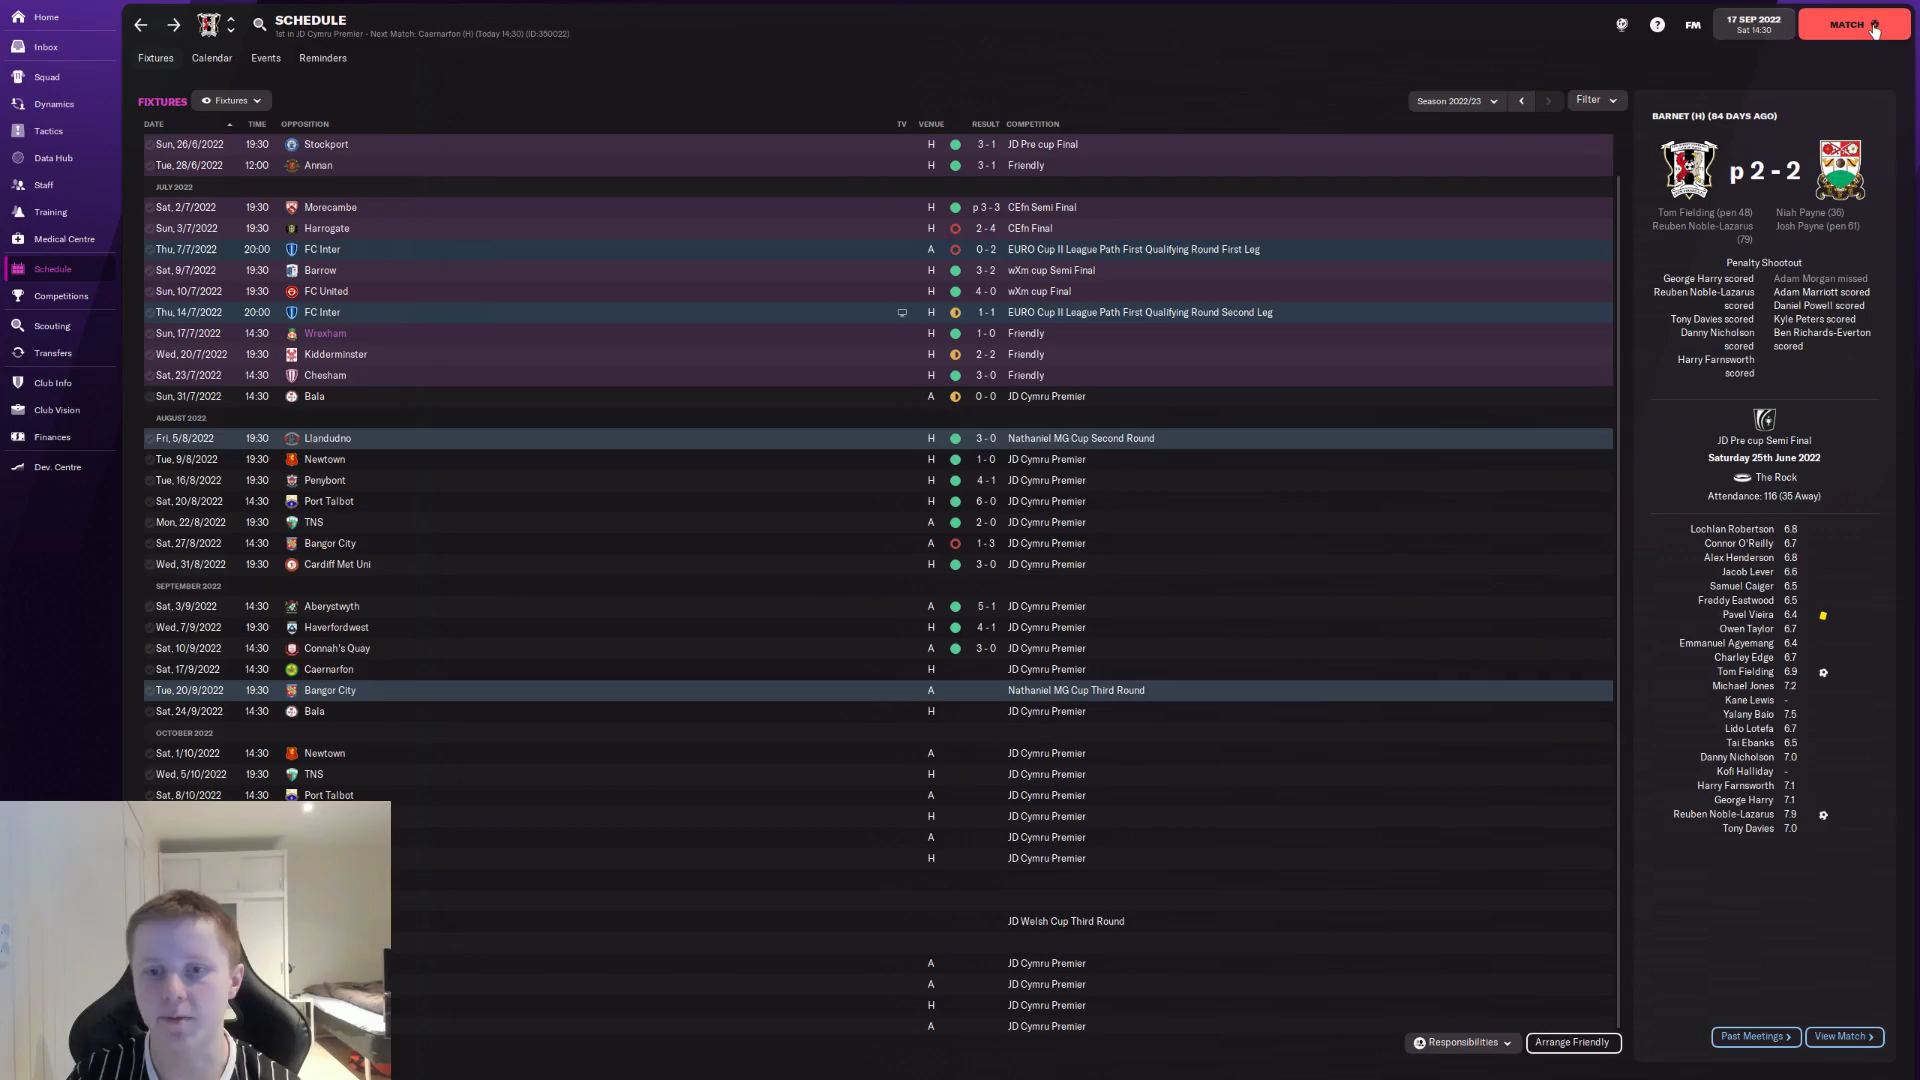 Home
Inbox
Squad
Dynamics
Tactics
Data Hub
Staff
Training
Medical Centre
Schedule
Competitions
Scouting
Transfers
Club Info
Club Vision
Finances
Dev. Centre
SCHEDULE
1st in JD Cymru Premier - Next Match: Caernarfon (H) (Today 14:30) (ID:360022)
? FM
17 SEP 2022
Sat 14:30
MATCH
Fixtures Calendar Events Reminders
FIXTURES Fixtures
Season 2022/23 Filter
DATE TIME OPPOSITION TV VENUE RESULT COMPETITION
Sun, 26/6/2022 19:30 Stockport H 3 - 1 JD Pre cup Final
Tue, 28/6/2022 12:00 Annan H 3 - 1 Friendly
JULY 2022
Sat, 2/7/2022 19:30 Morecambe H p 3 - 3 CEfn Semi Final
Sun, 3/7/2022 19:30 Harrogate H 2 - 4 CEfn Final
Thu, 7/7/2022 20:00 FC Inter A 0 - 2 EURO Cup II League Path First Qualifying Round First Leg
Sat, 9/7/2022 19:30 Barrow H 3 - 2 wXm cup Semi Final
Sun, 10/7/2022 19:30 FC United H 4 - 0 wXm cup Final
Thu, 14/7/2022 20:00 FC Inter H 1 - 1 EURO Cup II League Path First Qualifying Round Second Leg
Sun, 17/7/2022 14:30 Wrexham H 1 - 0 Friendly
Wed, 20/7/2022 19:30 Kidderminster H 2 - 2 Friendly
Sat, 23/7/2022 14:30 Chesham H 3 - 0 Friendly
Sun, 31/7/2022 14:30 Bala A 0 - 0 JD Cymru Premier
AUGUST 2022
Fri, 5/8/2022 19:30 Llandudno H 3 - 0 Nathaniel MG Cup Second Round
Tue, 9/8/2022 19:30 Newtown H 1 - 0 JD Cymru Premier
Tue, 16/8/2022 19:30 Penybont H 4 - 1 JD Cymru Premier
Sat, 20/8/2022 14:30 Port Talbot H 6 - 0 JD Cymru Premier
Mon, 22/8/2022 19:30 TNS A 2 - 0 JD Cymru Premier
Sat, 27/8/2022 14:30 Bangor City A 1 - 3 JD Cymru Premier
Wed, 31/8/2022 19:30 Cardiff Met Uni H 3 - 0 JD Cymru Premier
SEPTEMBER 2022
Sat, 3/9/2022 14:30 Aberystwyth A 5 - 1 JD Cymru Premier
Wed, 7/9/2022 19:30 Haverfordwest H 4 - 1 JD Cymru Premier
Sat, 10/9/2022 14:30 Connah's Quay A 3 - 0 JD Cymru Premier
Sat, 17/9/2022 14:30 Caernarfon H JD Cymru Premier
Tue, 20/9/2022 19:30 Bangor City A Nathaniel MG Cup Third Round
Sat, 24/9/2022 14:30 Bala H JD Cymru Premier
OCTOBER 2022
Sat, 1/10/2022 14:30 Newtown A JD Cymru Premier
Wed, 5/10/2022 19:30 TNS H JD Cymru Premier
Sat, 8/10/2022 14:30 Port Talbot A JD Cymru Premier
H JD Cymru Premier
A JD Cymru Premier
H JD Cymru Premier
JD Welsh Cup Third Round
A JD Cymru Premier
A JD Cymru Premier
H JD Cymru Premier
A JD Cymru Premier
Responsibilities Arrange Friendly
BARNET (H) (84 DAYS AGO)
p 2 - 2
Tom Fielding (pen 48) Niah Payne (36)
Reuben Noble-Lazarus Josh Payne (pen 61)
(79)
Penalty Shootout
George Harry scored Adam Morgan missed
Reuben Noble-Lazarus Adam Marriott scored
scored Daniel Powell scored
Tony Davies scored Kyle Peters scored
Danny Nicholson Ben Richards-Everton
scored scored
Harry Farnsworth
scored
JD Pre cup Semi Final
Saturday 25th June 2022
The Rock
Attendance: 116 (35 Away)
Lochlan Robertson 6.8
Connor O'Reilly 6.7
Alex Henderson 6.8
Jacob Lever 6.6
Samuel Caiger 6.5
Freddy Eastwood 6.5
Pavel Vieira 6.4
Owen Taylor 6.7
Emmanuel Agyemang 6.4
Charley Edge 6.7
Tom Fielding 6.9
Michael Jones 7.2
Kane Lewis -
Yalany Baio 7.5
Lido Lotefa 6.7
Tai Ebanks 6.5
Danny Nicholson 7.0
Kofi Halliday -
Harry Farnsworth 7.1
George Harry 7.1
Reuben Noble-Lazarus 7.9
Tony Davies 7.0
Past Meetings View Match